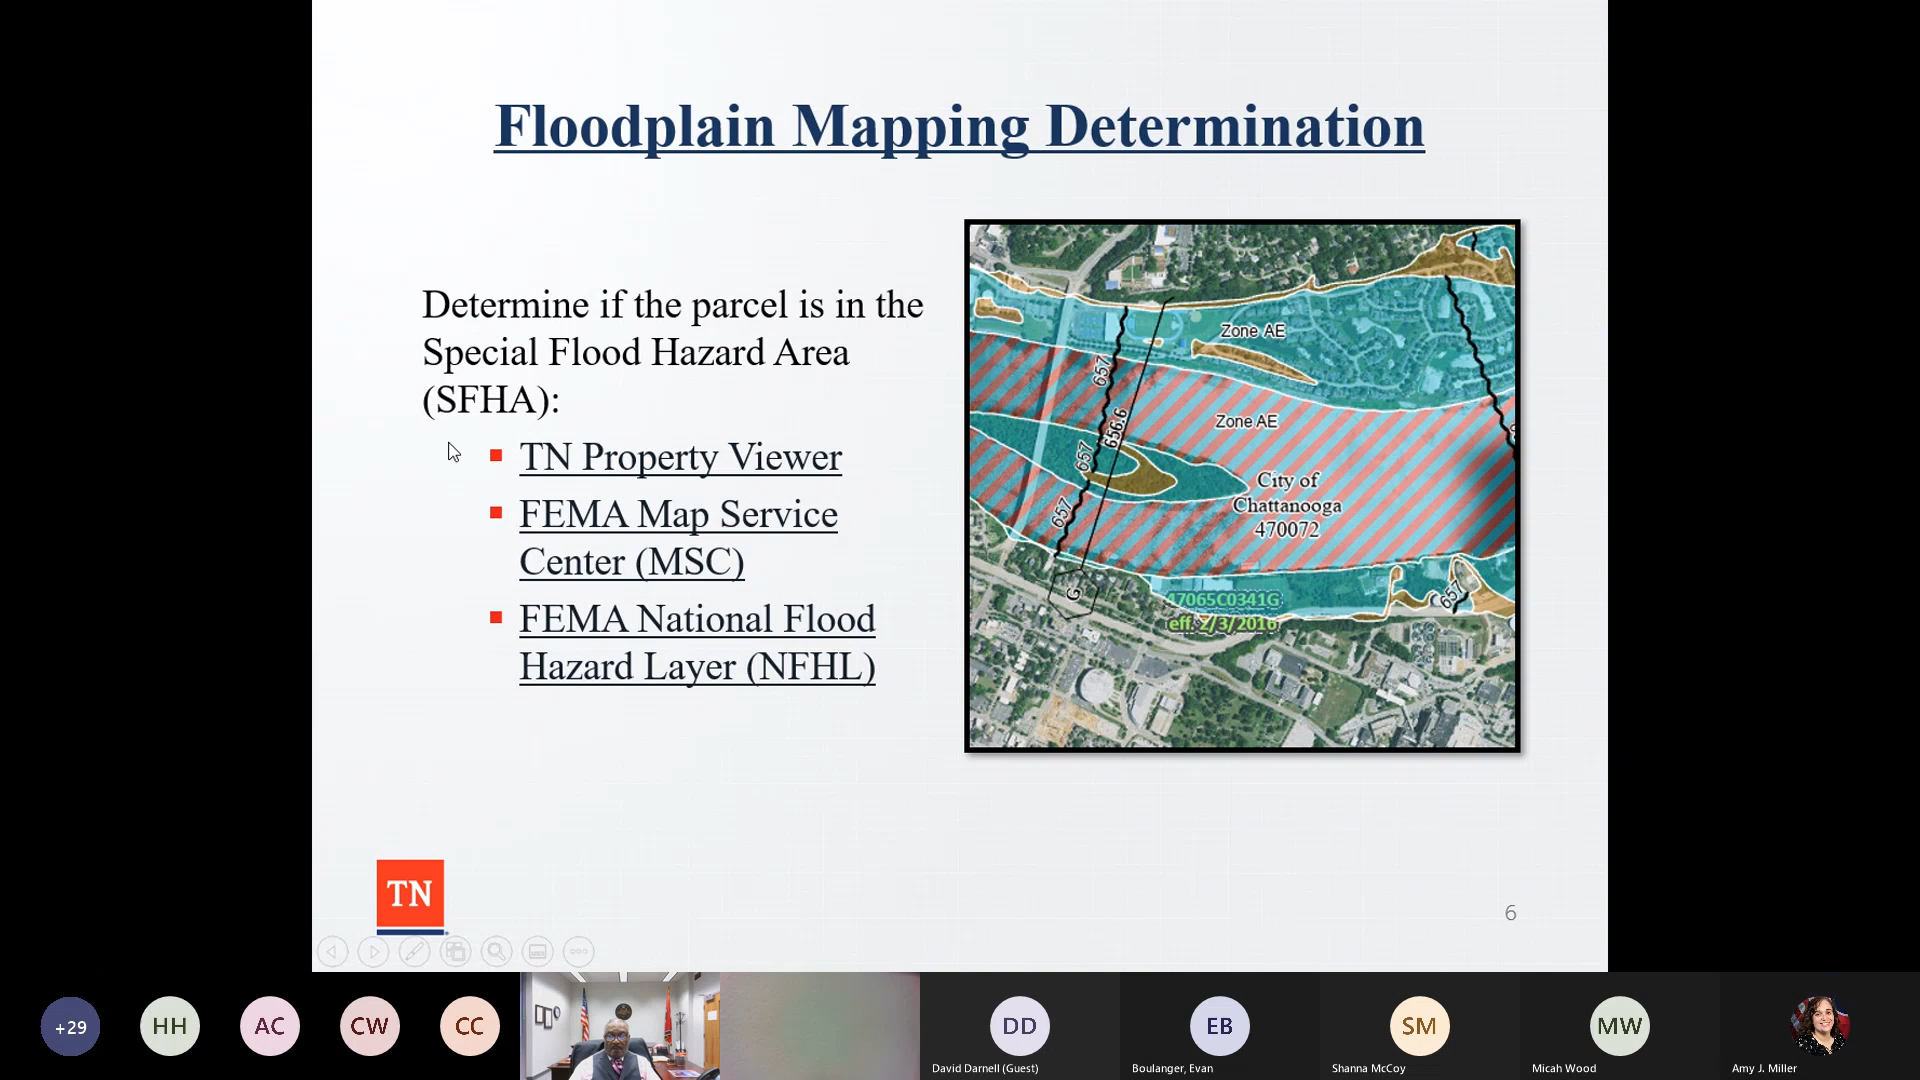 Floodplain Mapping Determination
Determine if the parcel is in the
Special Flood Hazard Area
(SFHA):
TN Property Viewer
FEMA Map Service
Center (MSC)
FEMA National Flood
Hazard Layer (NFHL)
Zone AE
657
656.6
Zone AE
657
City of
Chattanooga
470072
657
G
657
47065C0341G
eff. 2/3/2016
TN
6
+29
HH
AC
CW
CC
DD
EB
SM
MW
David Darnell (Guest)
Boulanger, Evan
Shanna McCoy
Micah Wood
Amy J. Miller